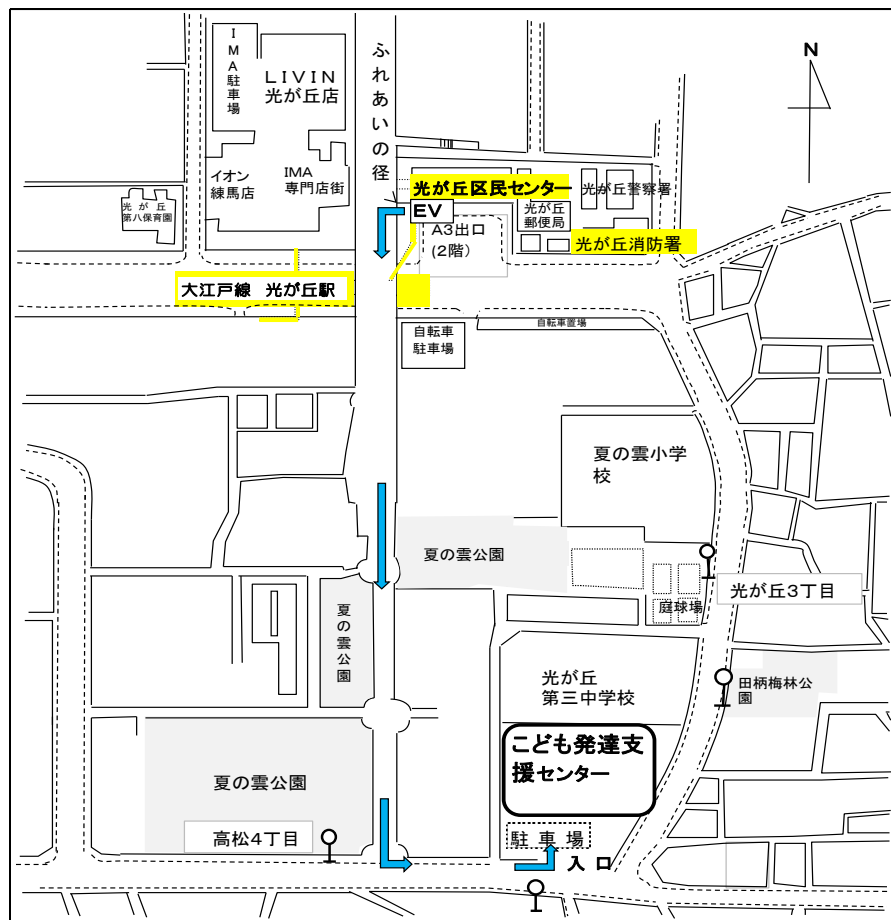 IMA駐車場
LIVIN
光が丘店
ふれあいの径
N
イオン
練馬店
IMA
専門店街
光が丘
第八保育園
光が丘区民センター
光が丘警察署
EV
光が丘
郵便局
A3出口
(2階)
光が丘消防署
大江戸線 光が丘駅
自転車
駐車場
自転車置場
夏の雲小学
校
夏の雲公園
光が丘3丁目
庭球場
夏の雲公園
光が丘
第三中学校
田柄梅林公
園
こども発達支
援センター
夏の雲公園
高松4丁目
駐車場
入口